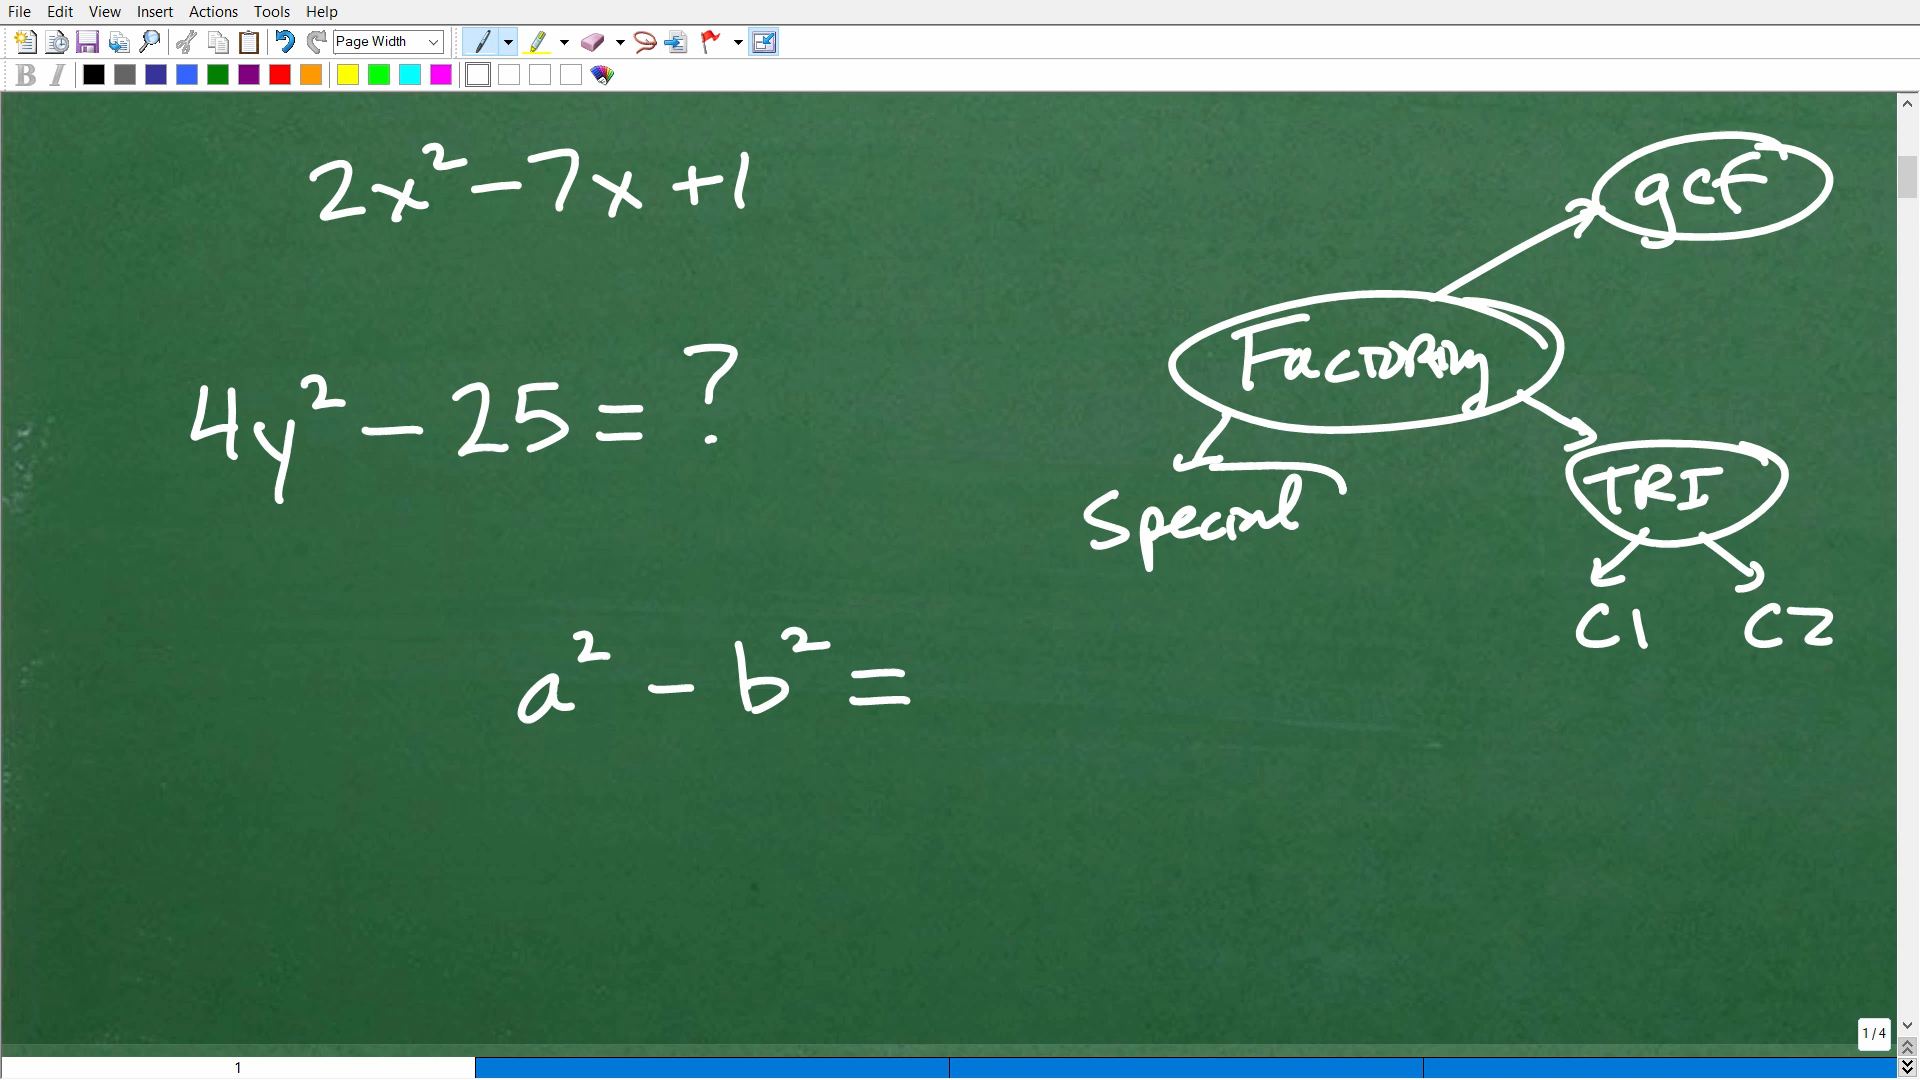 File Edit View Insert Actions Tools Help
Page Width
B I
2x² - 7x + 1
gcf
Factoring
4y² - 25 = ?
TRI
Special
C1 C2
a² - b² =
1 / 4
1